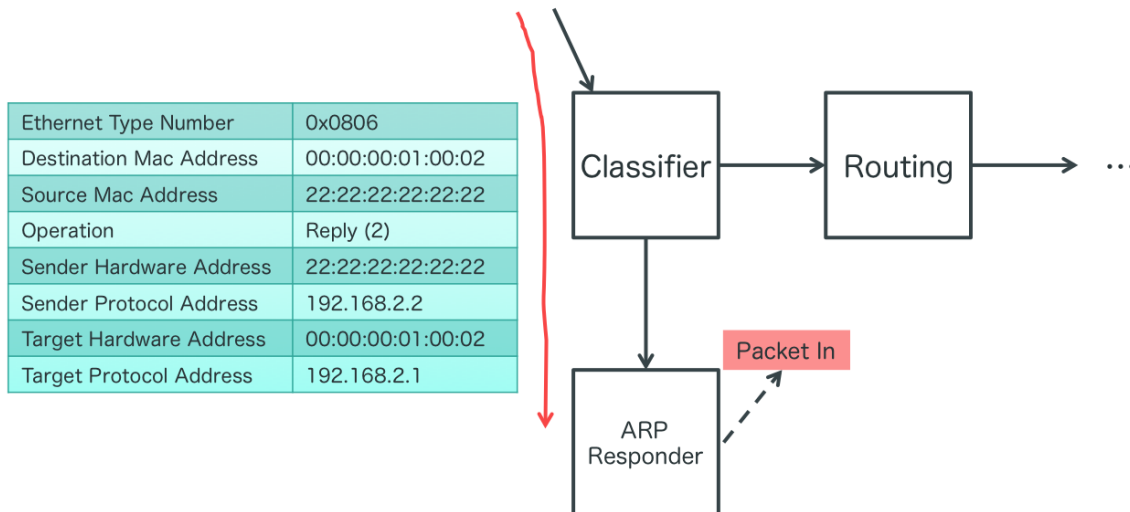 Ethernet Type Number 0x0806
Destination Mac Address 00:00:00:01:00:02
Source Mac Address 22:22:22:22:22:22
Operation Reply (2)
Sender Hardware Address 22:22:22:22:22:22
Sender Protocol Address 192.168.2.2
Target Hardware Address 00:00:00:01:00:02
Target Protocol Address 192.168.2.1
Classifier
Routing
...
Packet In
ARP
Responder